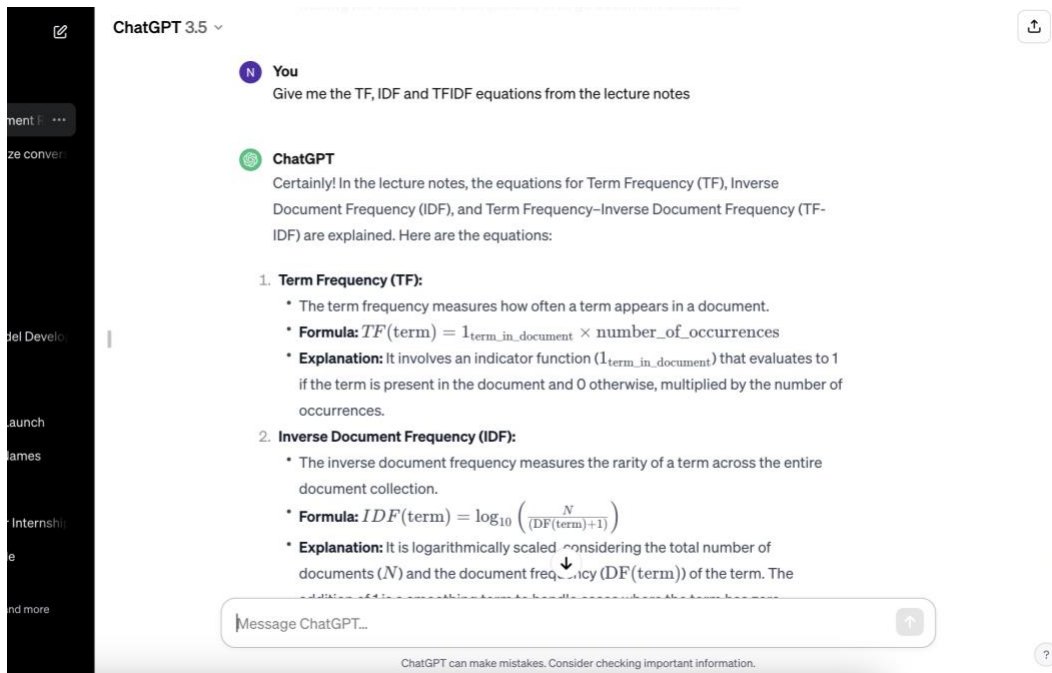 ChatGPT 3.5
N You
Give me the TF, IDF and TFIDF equations from the lecture notes
ChatGPT
Certainly! In the lecture notes, the equations for Term Frequency (TF), Inverse
Document Frequency (IDF), and Term Frequency–Inverse Document Frequency (TF-
IDF) are explained. Here are the equations:
1. Term Frequency (TF):
• The term frequency measures how often a term appears in a document.
• Formula: TF(term) = 1_term_in_document × number_of_occurrences
• Explanation: It involves an indicator function (1_term_in_document) that evaluates to 1
if the term is present in the document and 0 otherwise, multiplied by the number of
occurrences.
2. Inverse Document Frequency (IDF):
• The inverse document frequency measures the rarity of a term across the entire
document collection.
• Formula: IDF(term) = log₁₀ (N/(DF(term)+1))
• Explanation: It is logarithmically scaled, considering the total number of
documents (N) and the document frequency (DF(term)) of the term. The
Message ChatGPT...
ChatGPT can make mistakes. Consider checking important information.
?
ment R ...
ze conver
del Develo
aunch
Names
Internshi
e
nd more